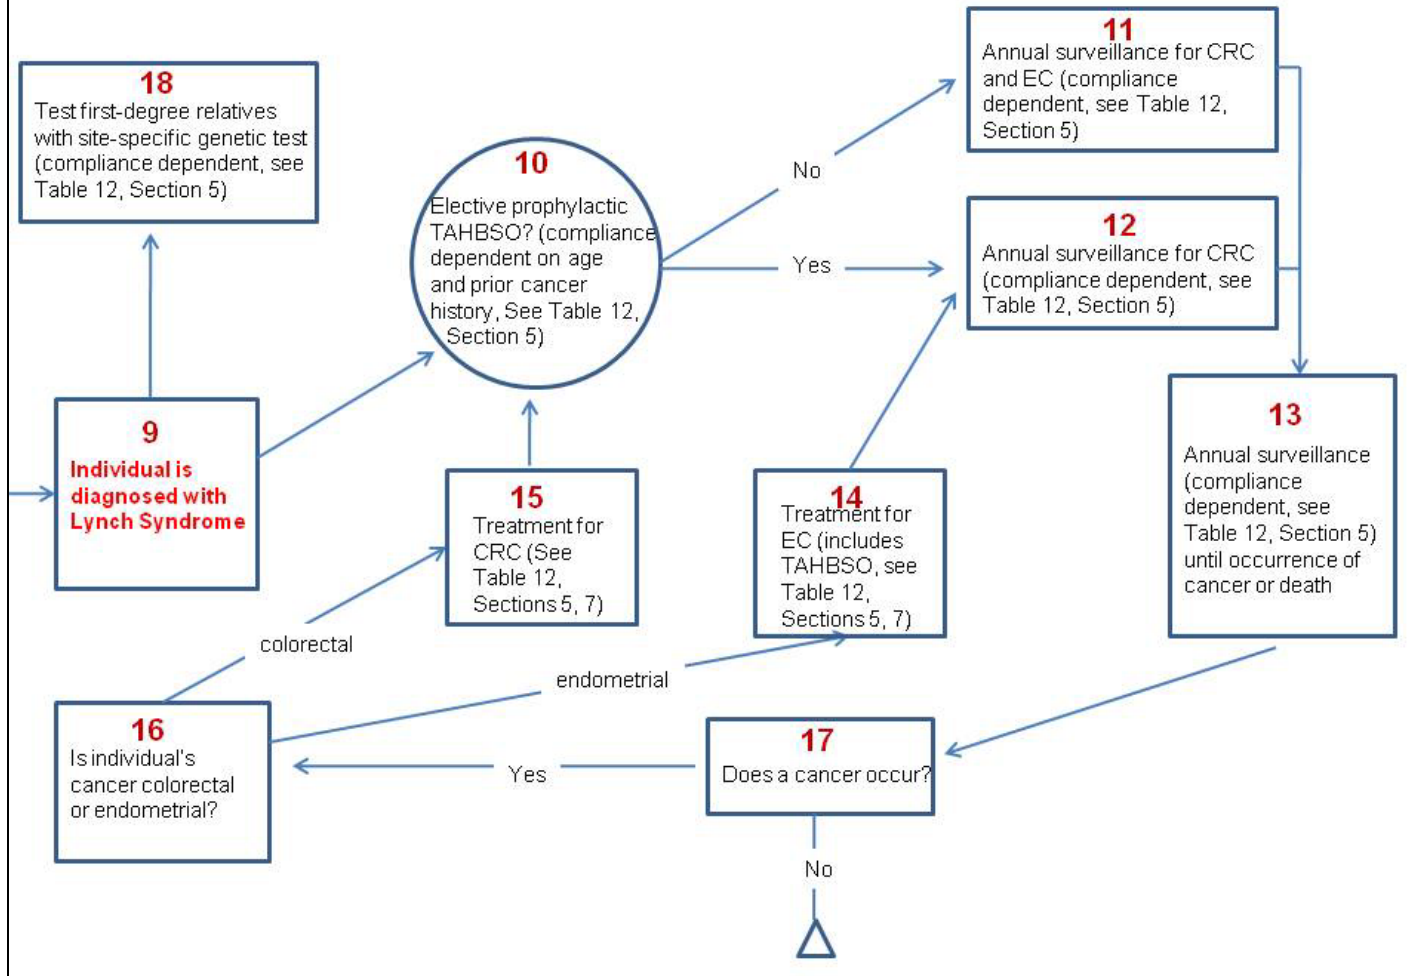 18
Test first-degree relatives
with site-specific genetic test
(compliance dependent, see
Table 12, Section 5)
10
Elective prophylactic
TAHBSO? (compliance
dependent on age
and prior cancer
history, See Table 12,
Section 5)
No
Yes
11
Annual surveillance for CRC
and EC (compliance
dependent, see Table 12,
Section 5)
12
Annual surveillance for CRC
(compliance dependent, see
Table 12, Section 5)
9
Individual is
diagnosed with
Lynch Syndrome
15
Treatment for
CRC (See
Table 12,
Sections 5, 7)
14
Treatment for
EC (includes
TAHBSO, see
Table 12,
Sections 5, 7)
13
Annual surveillance
(compliance
dependent, see
Table 12, Section 5)
until occurrence of
cancer or death
colorectal
endometrial
16
Is individual's
cancer colorectal
or endometrial?
Yes
17
Does a cancer occur?
No